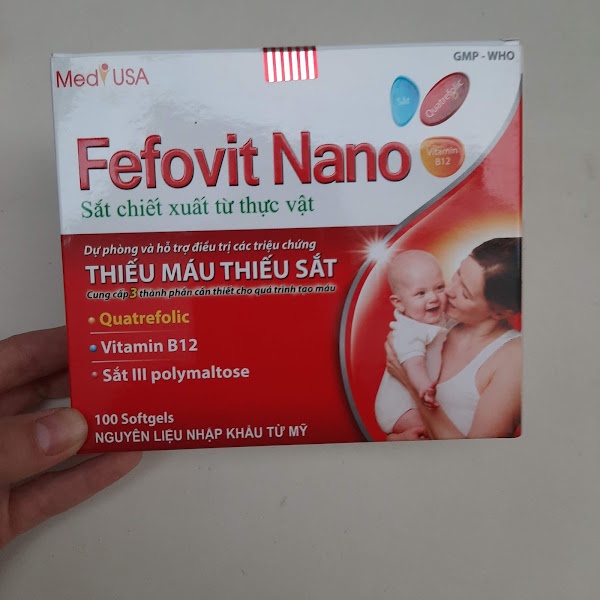 Medi USA
GMP - WHO
Sắt
Quatrefolic
Vitamin
B12
Fefovit Nano
Sắt chiết xuất từ thực vật
Dự phòng và hỗ trợ điều trị các triệu chứng
THIẾU MÁU THIẾU SẮT
Cung cấp 3 thành phần cần thiết cho quá trình tạo máu
Quatrefolic
Vitamin B12
Sắt III polymaltose
100 Softgels
NGUYÊN LIỆU NHẬP KHẨU TỪ MỸ